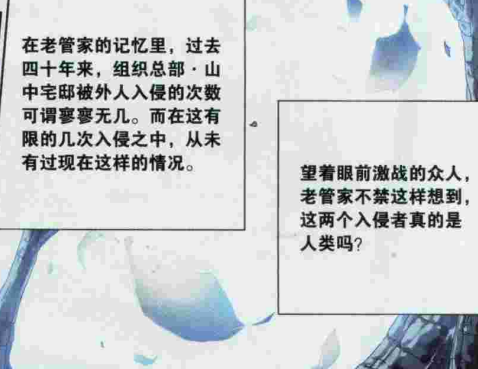 在老管家的记忆里，过去
四十年来，组织总部·山
中宅邸被外人入侵的次数
可谓寥寥无几。而在这有
限的几次入侵之中，从未
有过现在这样的情况。
望着眼前激战的众人，
老管家不禁这样想到，
这两个入侵者真的是
人类吗？